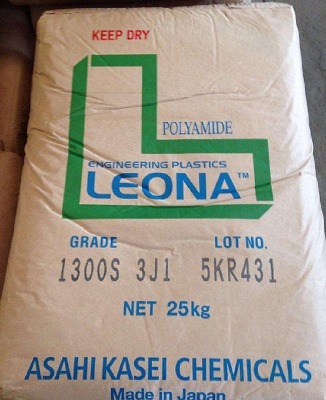 KEEP DRY
POLYAMIDE
ENGINEERING PLASTICS
LEONA™
GRADE LOT NO.
1300S 3J1 5KR431
NET 25kg
ASAHI KASEI CHEMICALS
Made in Japan